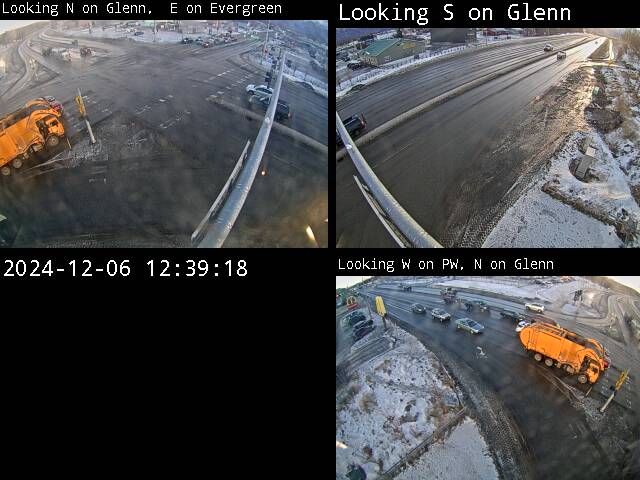 Looking N on Glenn,  E on Evergreen
Looking S on Glenn
2024-12-06 12:39:18
Looking W on PW, N on Glenn